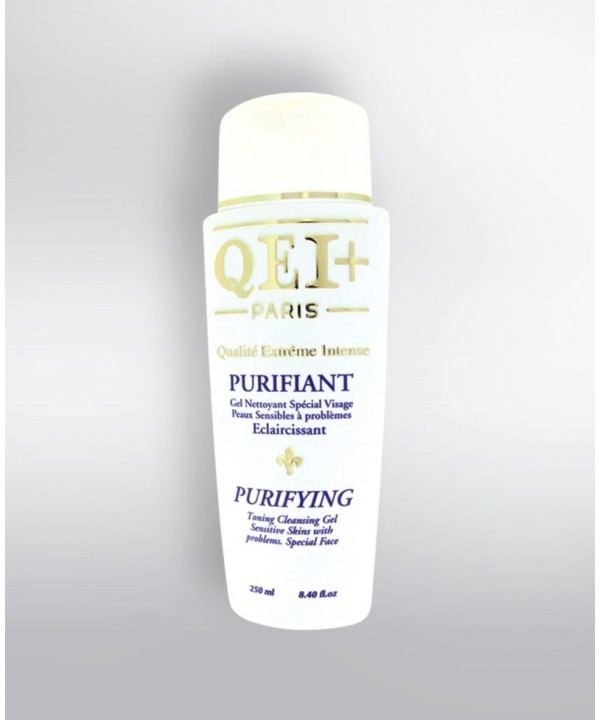 QEI+
PARIS
Qualité Extrême Intense
PURIFIANT
Gel Nettoyant Spécial Visage
Peaux Sensibles à problèmes
Eclaircissant
PURIFYING
Toning Cleansing Gel
Sensitive Skins with
problems. Special Face
250 ml 8.40 fl.oz